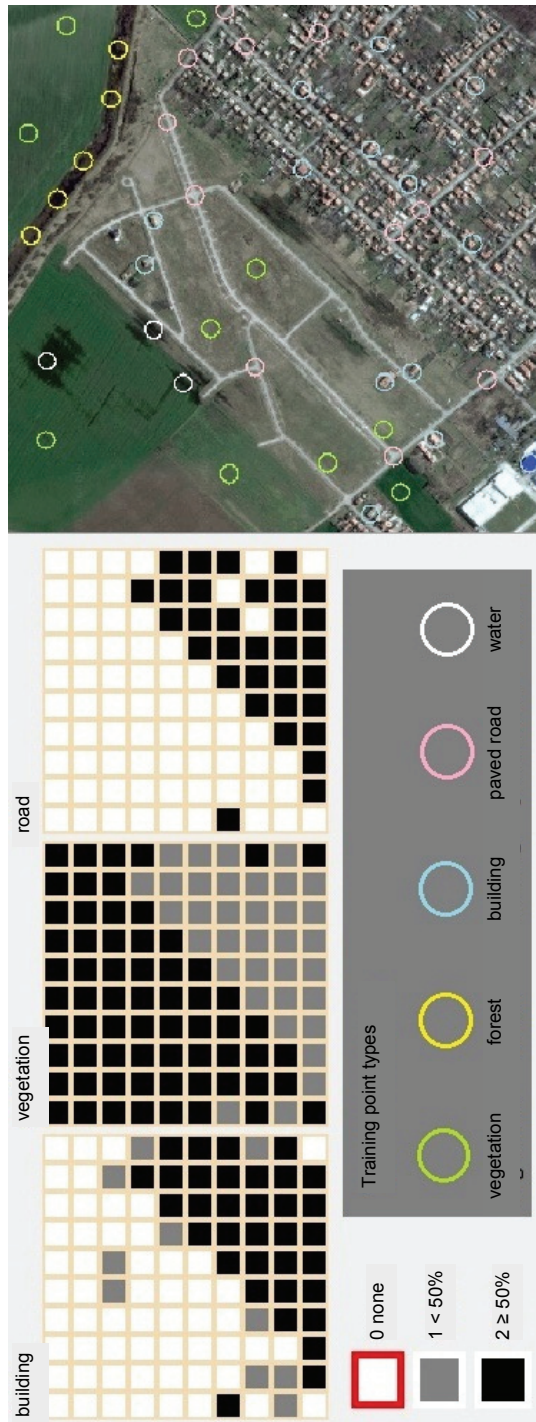 building
vegetation
road
0 none
1 < 50%
2 ≥ 50%
Training point types
vegetation
forest
building
paved road
water